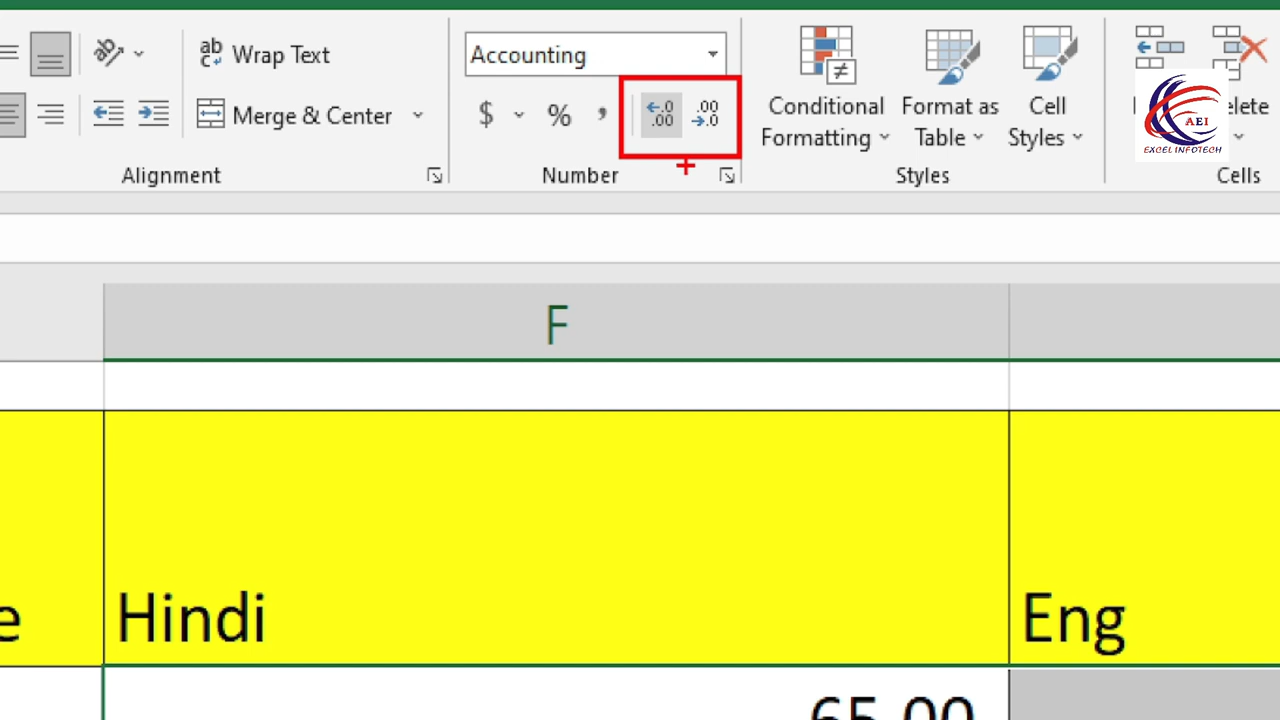 Wrap Text
Accounting
Merge & Center
$ % ,
←.0 .00
.00 →.0
Conditional Formatting
Format as Table
Cell Styles
elete
AEI
EXCEL INFOTECH
Alignment
Number
Styles
Cells
F
e
Hindi
Eng
65.00